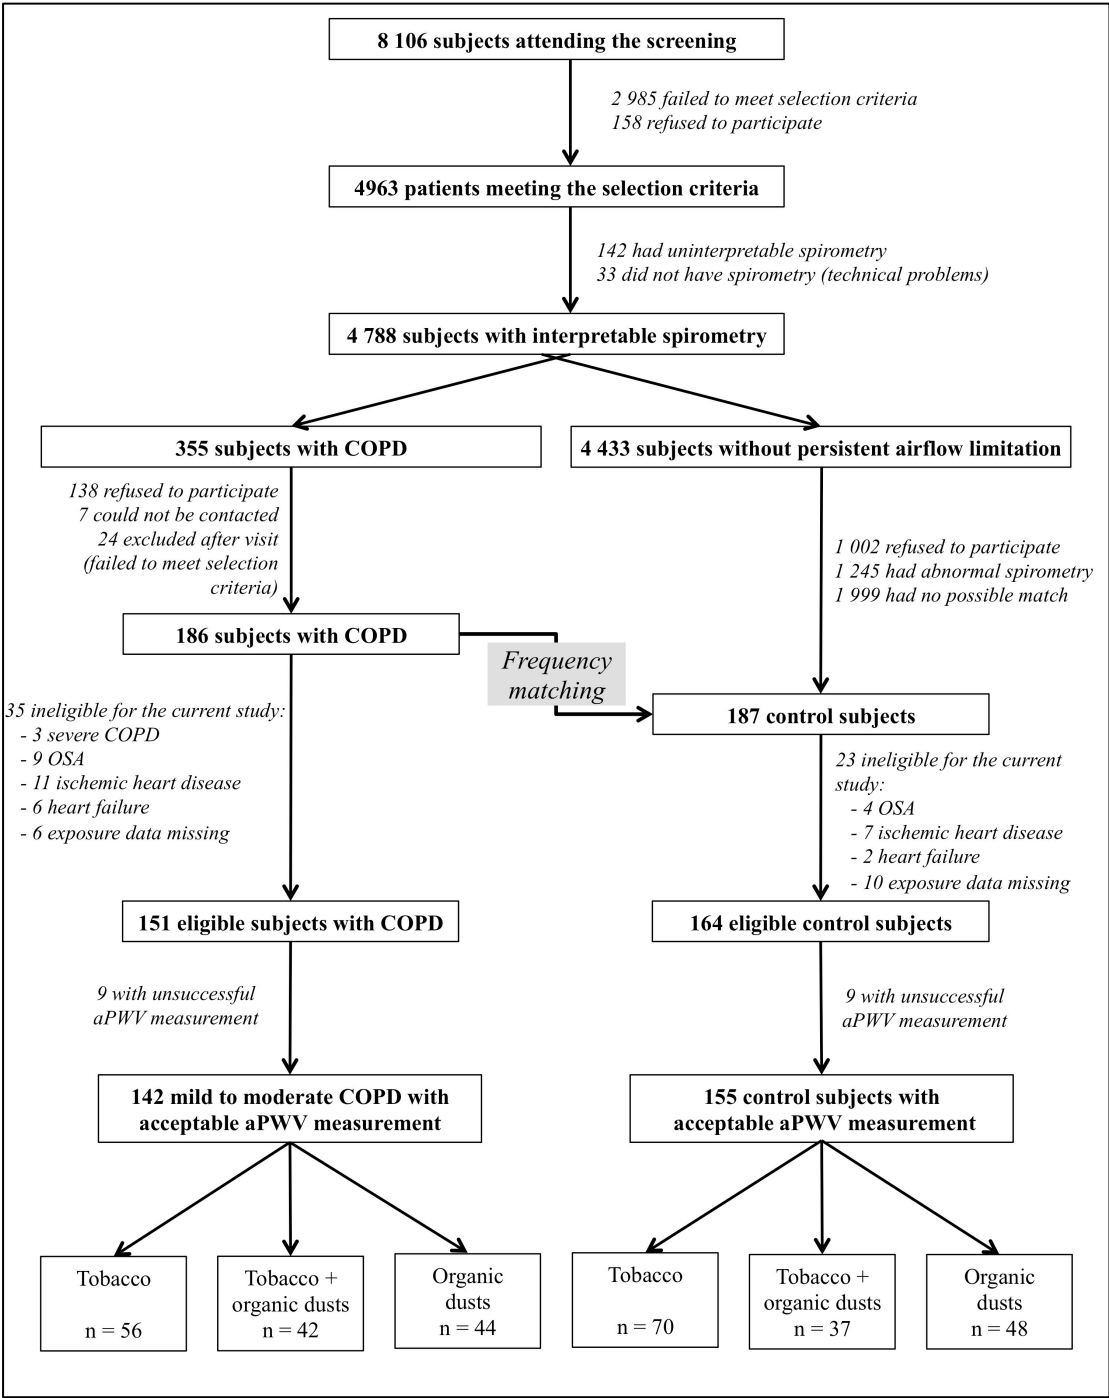 8 106 subjects attending the screening
2 985 failed to meet selection criteria
158 refused to participate
4963 patients meeting the selection criteria
142 had uninterpretable spirometry
33 did not have spirometry (technical problems)
4 788 subjects with interpretable spirometry
355 subjects with COPD
4 433 subjects without persistent airflow limitation
138 refused to participate
7 could not be contacted
24 excluded after visit
(failed to meet selection
criteria)
1 002 refused to participate
1 245 had abnormal spirometry
1 999 had no possible match
186 subjects with COPD
Frequency
matching
187 control subjects
35 ineligible for the current study:
- 3 severe COPD
- 9 OSA
- 11 ischemic heart disease
- 6 heart failure
- 6 exposure data missing
23 ineligible for the current
study:
- 4 OSA
- 7 ischemic heart disease
- 2 heart failure
- 10 exposure data missing
151 eligible subjects with COPD
164 eligible control subjects
9 with unsuccessful
aPWV measurement
9 with unsuccessful
aPWV measurement
142 mild to moderate COPD with
acceptable aPWV measurement
155 control subjects with
acceptable aPWV measurement
Tobacco
n = 56
Tobacco +
organic dusts
n = 42
Organic
dusts
n = 44
Tobacco
n = 70
Tobacco +
organic dusts
n = 37
Organic
dusts
n = 48